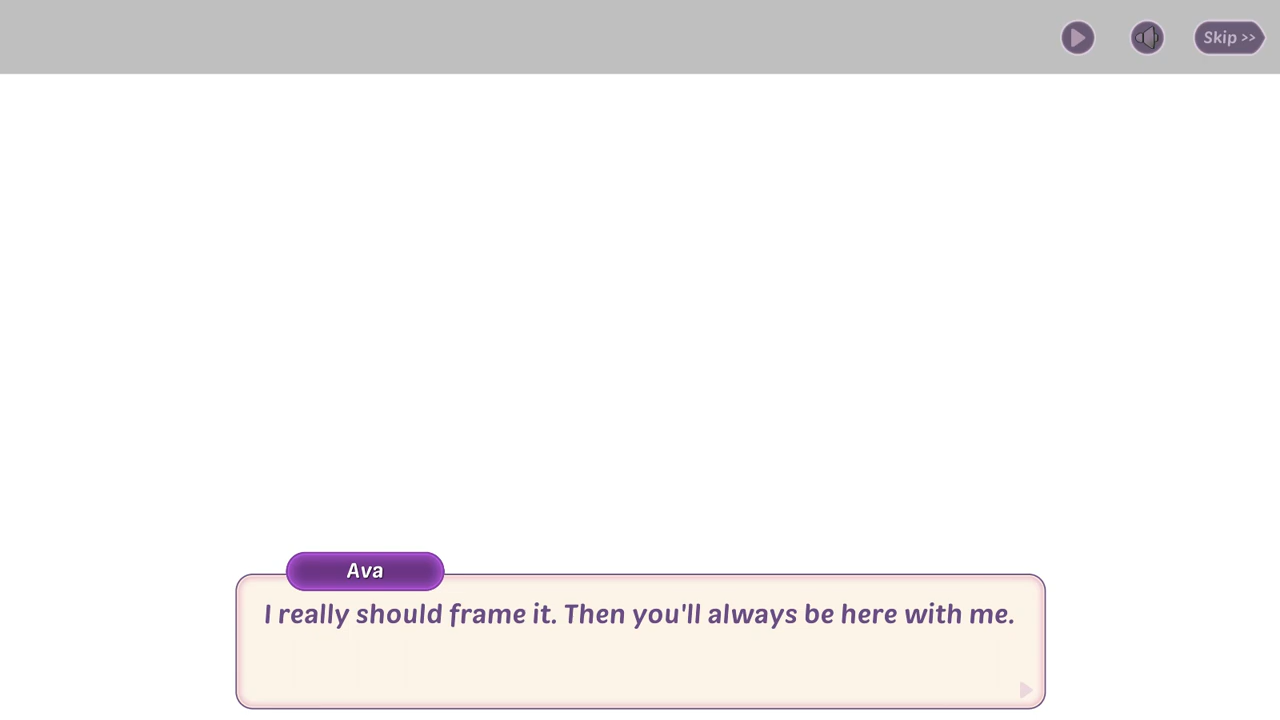 Skip >>
Ava
I really should frame it. Then you'll always be here with me.